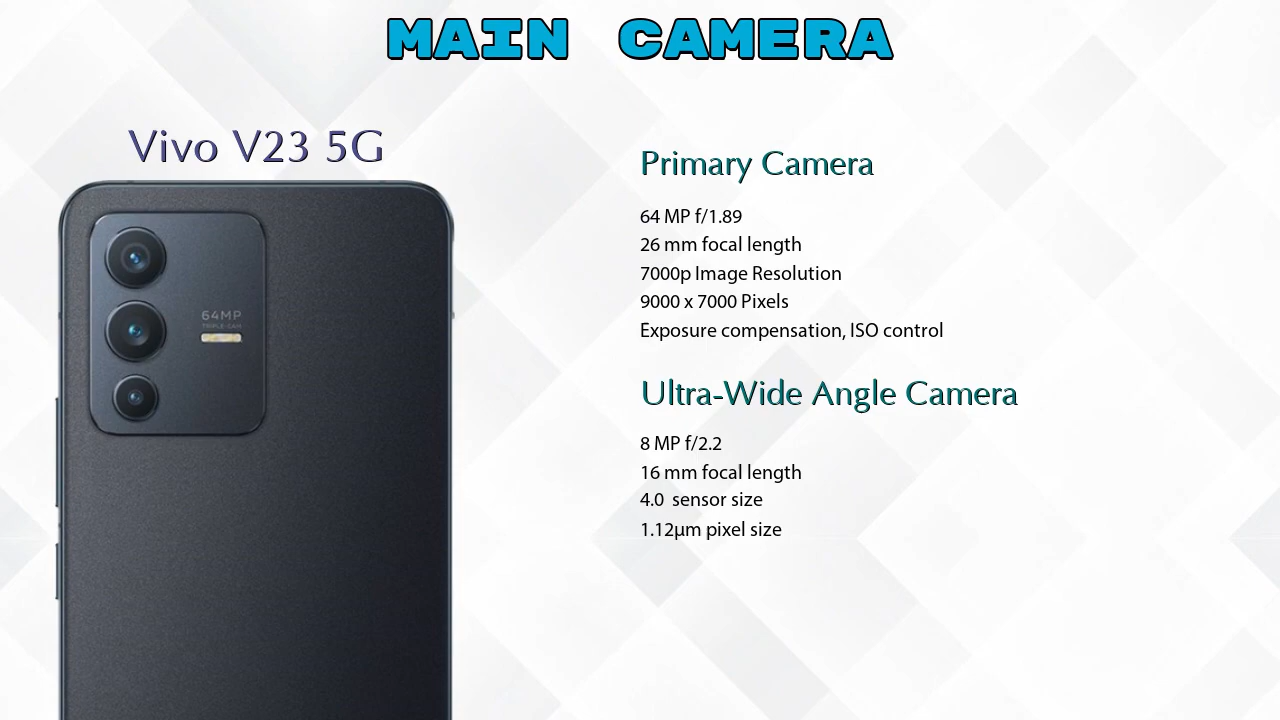 MAIN CAMERA
Vivo V23 5G
64MP
TRIPLE-CAM
Primary Camera
64 MP f/1.89
26 mm focal length
7000p Image Resolution
9000 x 7000 Pixels
Exposure compensation, ISO control
Ultra-Wide Angle Camera
8 MP f/2.2
16 mm focal length
4.0  sensor size
1.12µm pixel size